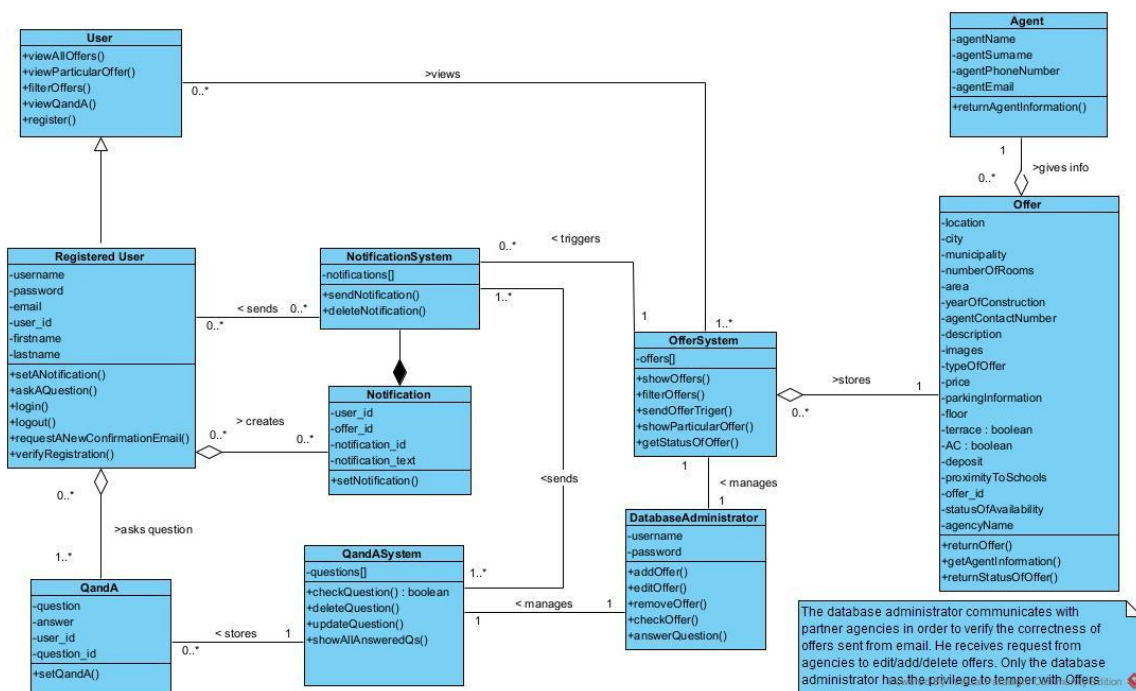 User
+viewAllOffers()
+viewParticularOffer()
+filterOffers()
+viewQandA()
+register()
>views
0..*
1..*
Agent
-agentName
-agentSurname
-agentPhoneNumber
-agentEmail
+returnAgentInformation()
1
>gives info
0..*
Offer
-location
-city
-municipality
-numberOfRooms
-area
-yearOfConstruction
-agentContactNumber
-description
-images
-typeOfOffer
-price
-parkingInformation
-floor
-terrace : boolean
-AC : boolean
-deposit
-proximityToSchools
-offer_id
-statusOfAvailability
-agencyName
+returnOffer()
+getAgentInformation()
+returnStatusOfOffer()
Registered User
-username
-password
-email
-user_id
-firstname
-lastname
+setANotification()
+askAQuestion()
+login()
+logout()
+requestANewConfirmationEmail()
+verifyRegistration()
< sends
0..*
0..*
NotificationSystem
-notifications[]
+sendNotification()
+deleteNotification()
0..*
< triggers
1
1..*
Notification
-user_id
-offer_id
-notification_id
-notification_text
+setNotification()
> creates
0..*
0..*
OfferSystem
-offers[]
+showOffers()
+filterOffers()
+sendOfferTriger()
+showParticularOffer()
+getStatusOfOffer()
>stores
0..*
1
1
< manages
1
<sends
1..*
DatabaseAdministrator
-username
-password
+addOffer()
+editOffer()
+removeOffer()
+checkOffer()
+answerQuestion()
0..*
>asks question
1..*
QandA
-question
-answer
-user_id
-question_id
+setQandA()
< stores
0..*
1
QandASystem
-questions[]
+checkQuestion() : boolean
+deleteQuestion()
+updateQuestion()
+showAllAnsweredQs()
< manages
1
1
The database administrator communicates with
partner agencies in order to verify the correctness of
offers sent from email. He receives request from
agencies to edit/add/delete offers. Only the database
administrator has the privilege to temper with Offers